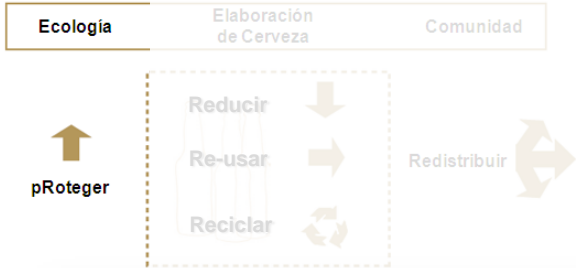 Ecología
Elaboración
de Cerveza
Comunidad
Reducir
Re-usar
Redistribuir
pRoteger
Reciclar